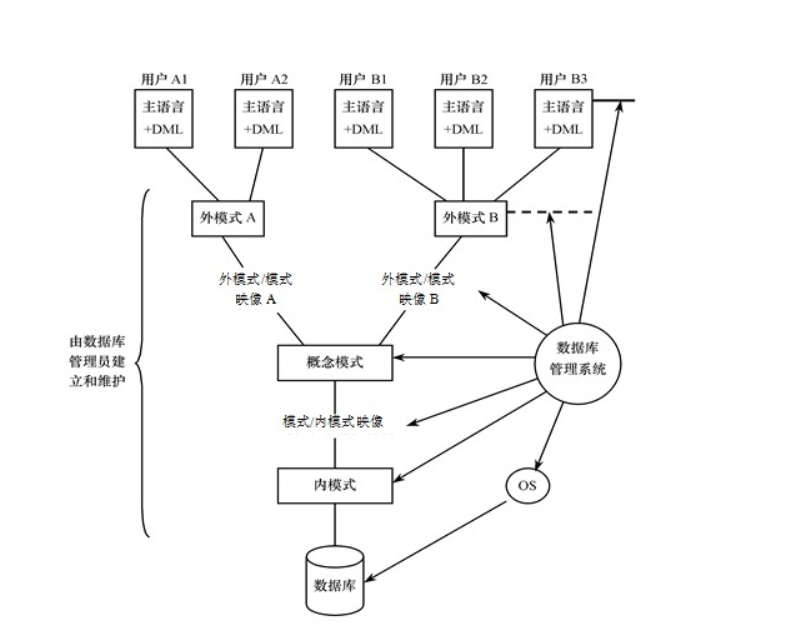 用户 A1
用户 A2
用户 B1
用户 B2
用户 B3
主语言
+DML
主语言
+DML
主语言
+DML
主语言
+DML
主语言
+DML
外模式 A
外模式 B
外模式/模式
映像 A
外模式/模式
映像 B
由数据库
管理员建
立和维护
概念模式
数据库
管理系统
模式/内模式映像
内模式
OS
数据库